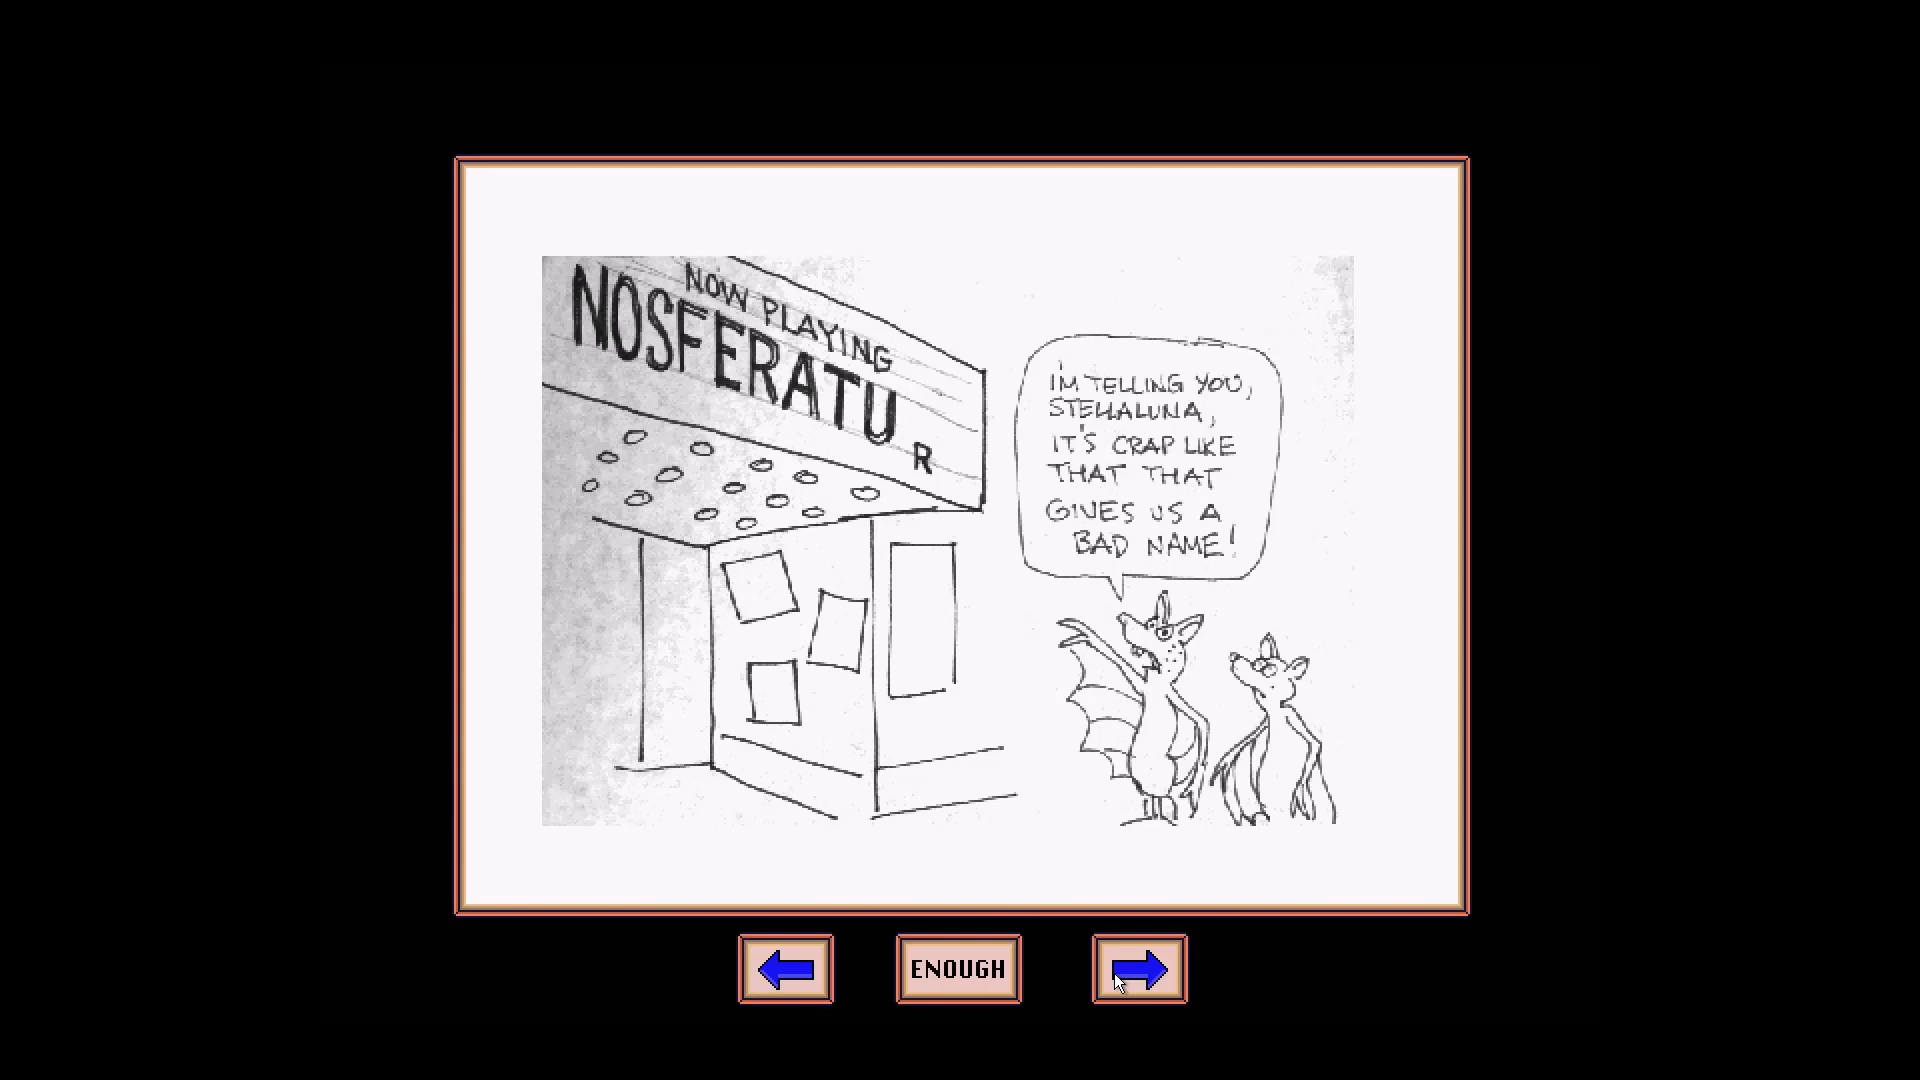 NOW PLAYING
NOSFERATU
R
I'M TELLING YOU,
STELLALUNA,
IT'S CRAP LIKE
THAT THAT
GIVES US A
BAD NAME!
ENOUGH